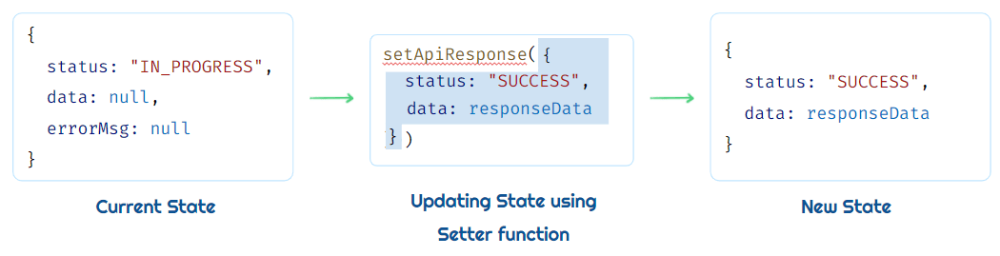 {
status: "IN_PROGRESS",
data: null,
errorMsg: null
}
Current State
setApiResponse( {
status: "SUCCESS",
data: responseData
} )
Updating State using
Setter function
{
status: "SUCCESS",
data: responseData
}
New State